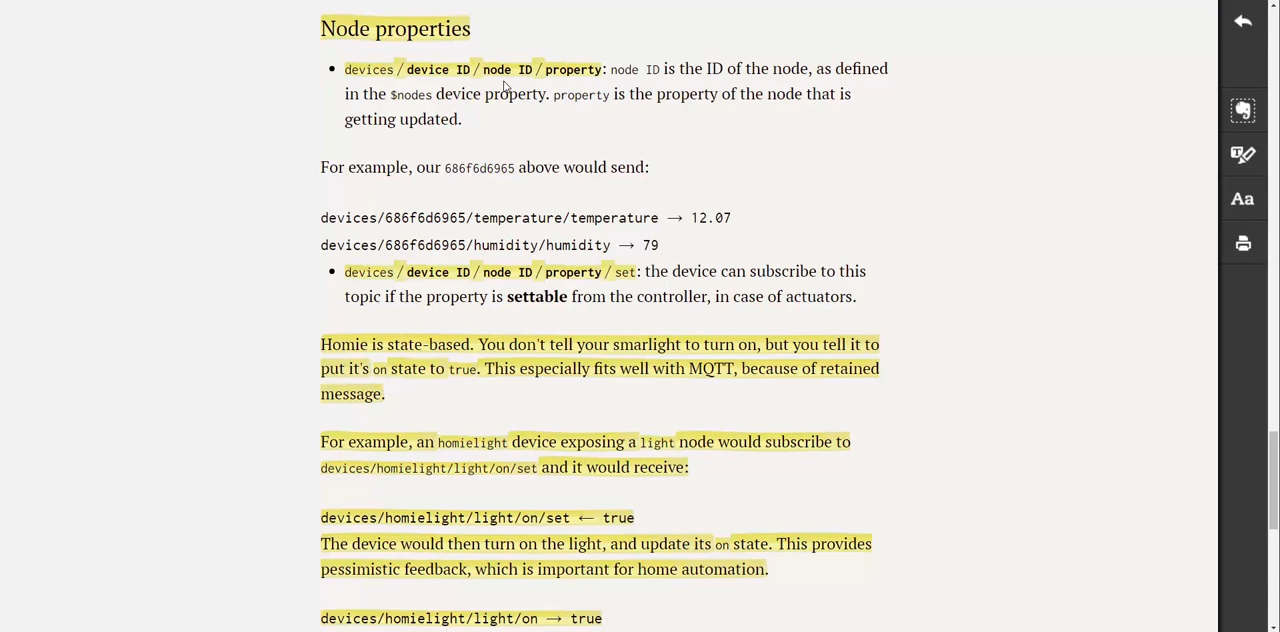 Node properties
• devices/device ID/node ID/property: node ID is the ID of the node, as defined
in the $nodes device property. property is the property of the node that is
getting updated.
For example, our 686f6d6965 above would send:
devices/686f6d6965/temperature/temperature → 12.07
devices/686f6d6965/humidity/humidity → 79
• devices/device ID/node ID/property/set: the device can subscribe to this
topic if the property is settable from the controller, in case of actuators.
Homie is state-based. You don't tell your smarlight to turn on, but you tell it to
put it's on state to true. This especially fits well with MQTT, because of retained
message.
For example, an homielight device exposing a light node would subscribe to
devices/homielight/light/on/set and it would receive:
devices/homielight/light/on/set ← true
The device would then turn on the light, and update its on state. This provides
pessimistic feedback, which is important for home automation.
devices/homielight/light/on → true
T
Aa